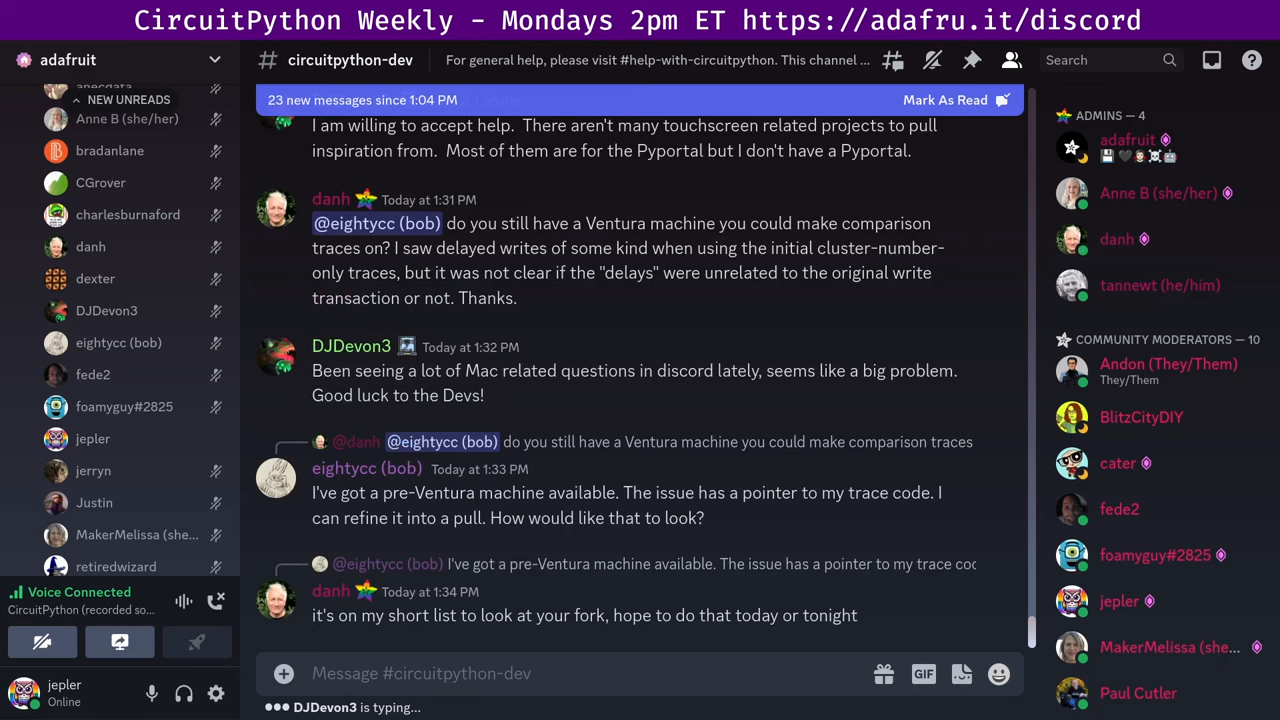 CircuitPython Weekly - Mondays 2pm ET https://adafru.it/discord
adafruit
NEW UNREADS
Anne B (she/her)
bradanlane
CGrover
charlesburnaford
danh
dexter
DJDevon3
eightycc (bob)
fede2
foamyguy#2825
jepler
jerryn
Justin
MakerMelissa (she...
retiredwizard
Voice Connected
CircuitPython (recorded so...
jepler
Online
# circuitpython-dev
For general help, please visit #help-with-circuitpython. This channel ...
Search
23 new messages since 1:04 PM
Mark As Read
I am willing to accept help. There aren't many touchscreen related projects to pull
inspiration from. Most of them are for the Pyportal but I don't have a Pyportal.
danh Today at 1:31 PM
@eightycc (bob) do you still have a Ventura machine you could make comparison
traces on? I saw delayed writes of some kind when using the initial cluster-number-
only traces, but it was not clear if the "delays" were unrelated to the original write
transaction or not. Thanks.
DJDevon3 Today at 1:32 PM
Been seeing a lot of Mac related questions in discord lately, seems like a big problem.
Good luck to the Devs!
@danh @eightycc (bob) do you still have a Ventura machine you could make comparison traces
eightycc (bob) Today at 1:33 PM
I've got a pre-Ventura machine available. The issue has a pointer to my trace code. I
can refine it into a pull. How would like that to look?
@eightycc (bob) I've got a pre-Ventura machine available. The issue has a pointer to my trace coc
danh Today at 1:34 PM
it's on my short list to look at your fork, hope to do that today or tonight
Message #circuitpython-dev
GIF
DJDevon3 is typing...
ADMINS — 4
adafruit
Anne B (she/her)
danh
tannewt (he/him)
COMMUNITY MODERATORS — 10
Andon (They/Them)
They/Them
BlitzCityDIY
cater
fede2
foamyguy#2825
jepler
MakerMelissa (she...
Paul Cutler